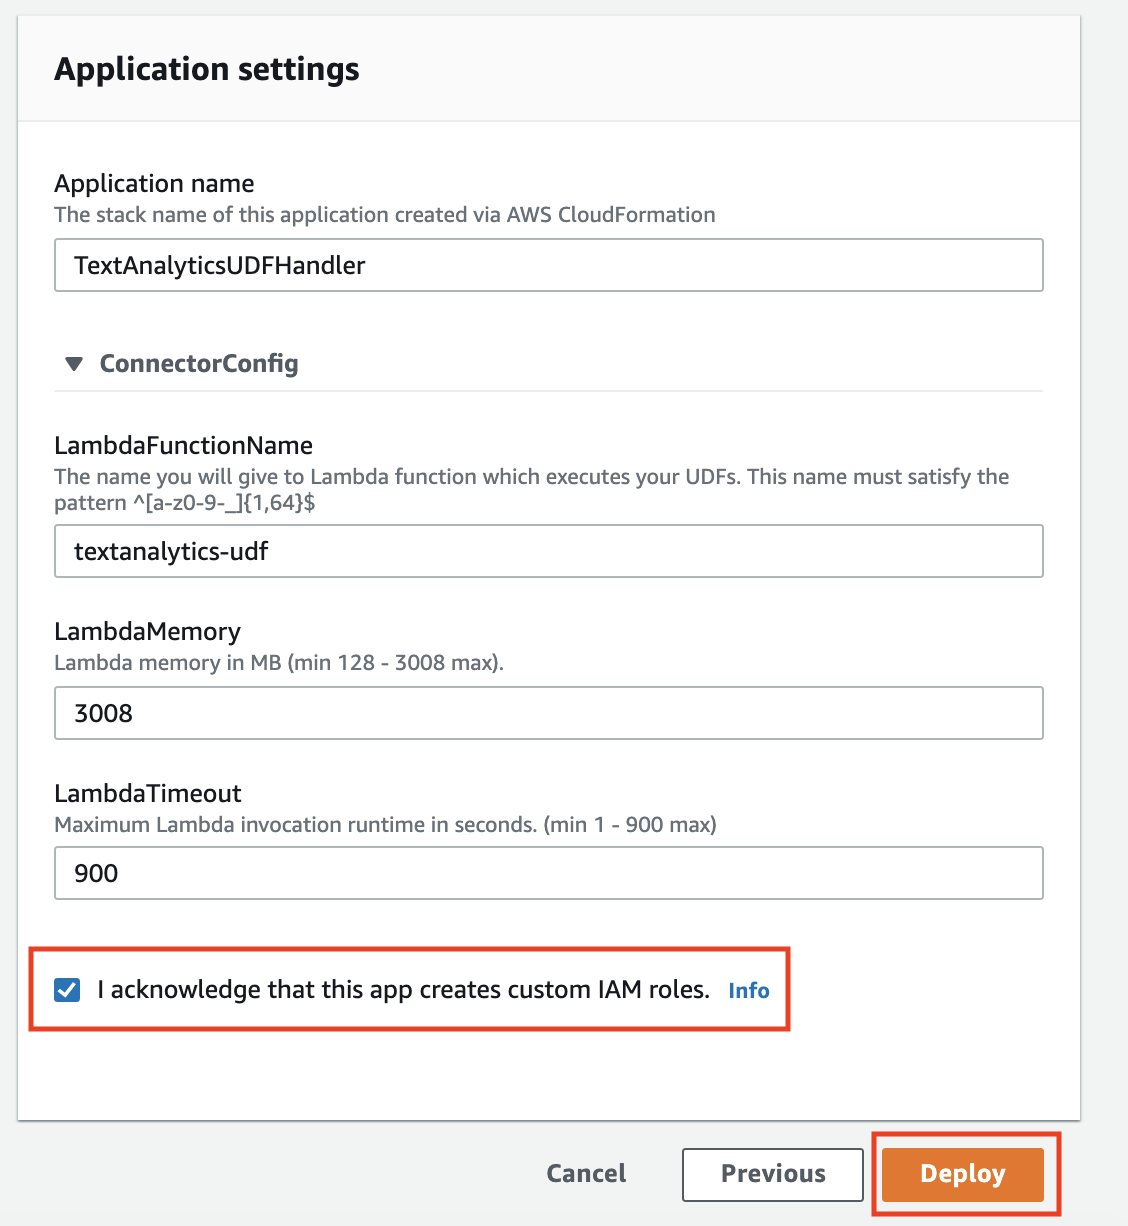 Application settings
Application name
The stack name of this application created via AWS CloudFormation
TextAnalyticsUDFHandler
ConnectorConfig
LambdaFunctionName
The name you will give to Lambda function which executes your UDFs. This name must satisfy the
pattern ^[a-z0-9-_]{1,64}$
textanalytics-udf
LambdaMemory
Lambda memory in MB (min 128 - 3008 max).
3008
LambdaTimeout
Maximum Lambda invocation runtime in seconds. (min 1 - 900 max)
900
I acknowledge that this app creates custom IAM roles. Info
Cancel Previous Deploy